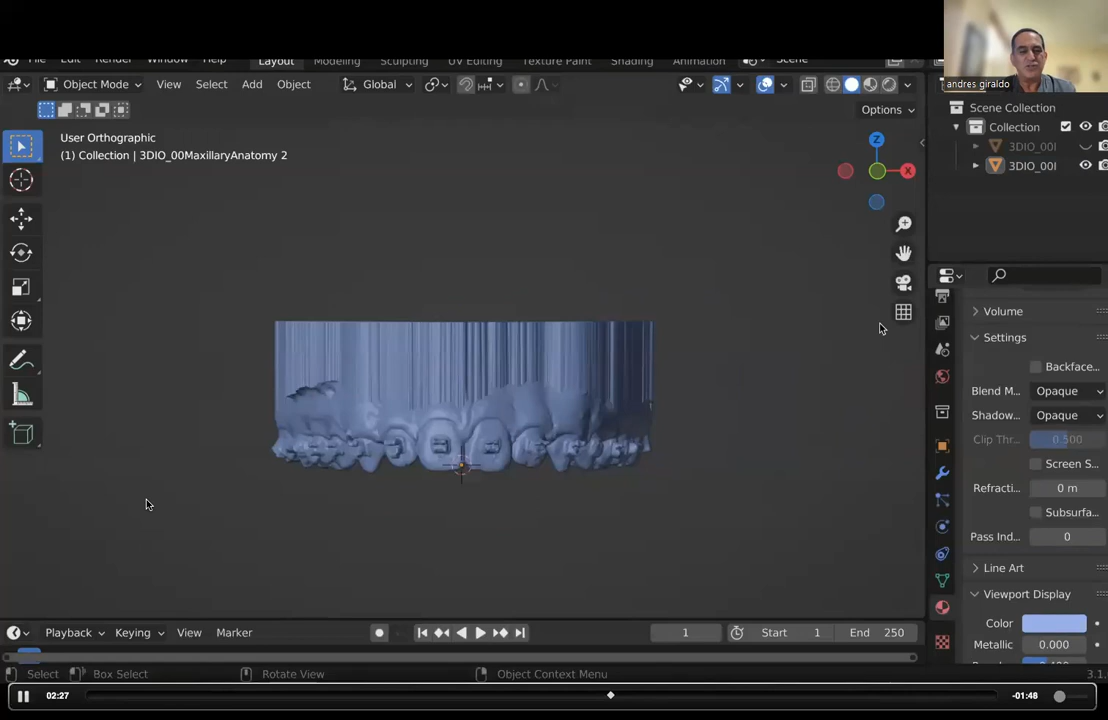 File Edit Render Window Help Layout Modeling Sculpting UV Editing Texture Paint Shading Animation Scene
andres giraldo
Object Mode View Select Add Object Global
Options
User Orthographic
(1) Collection | 3DIO_00MaxillaryAnatomy 2
Z
X
Scene Collection
Collection
3DIO_00I
3DIO_00I
Volume
Settings
Backface...
Blend M... Opaque
Shadow... Opaque
Clip Thr... 0.500
Screen S...
Refracti... 0 m
Subsurfa...
Pass Ind... 0
Line Art
Viewport Display
Color
Metallic 0.000
Playback Keying View Marker 1 Start 1 End 250
Select Box Select Rotate View Object Context Menu 3.1.
02:27 -01:48